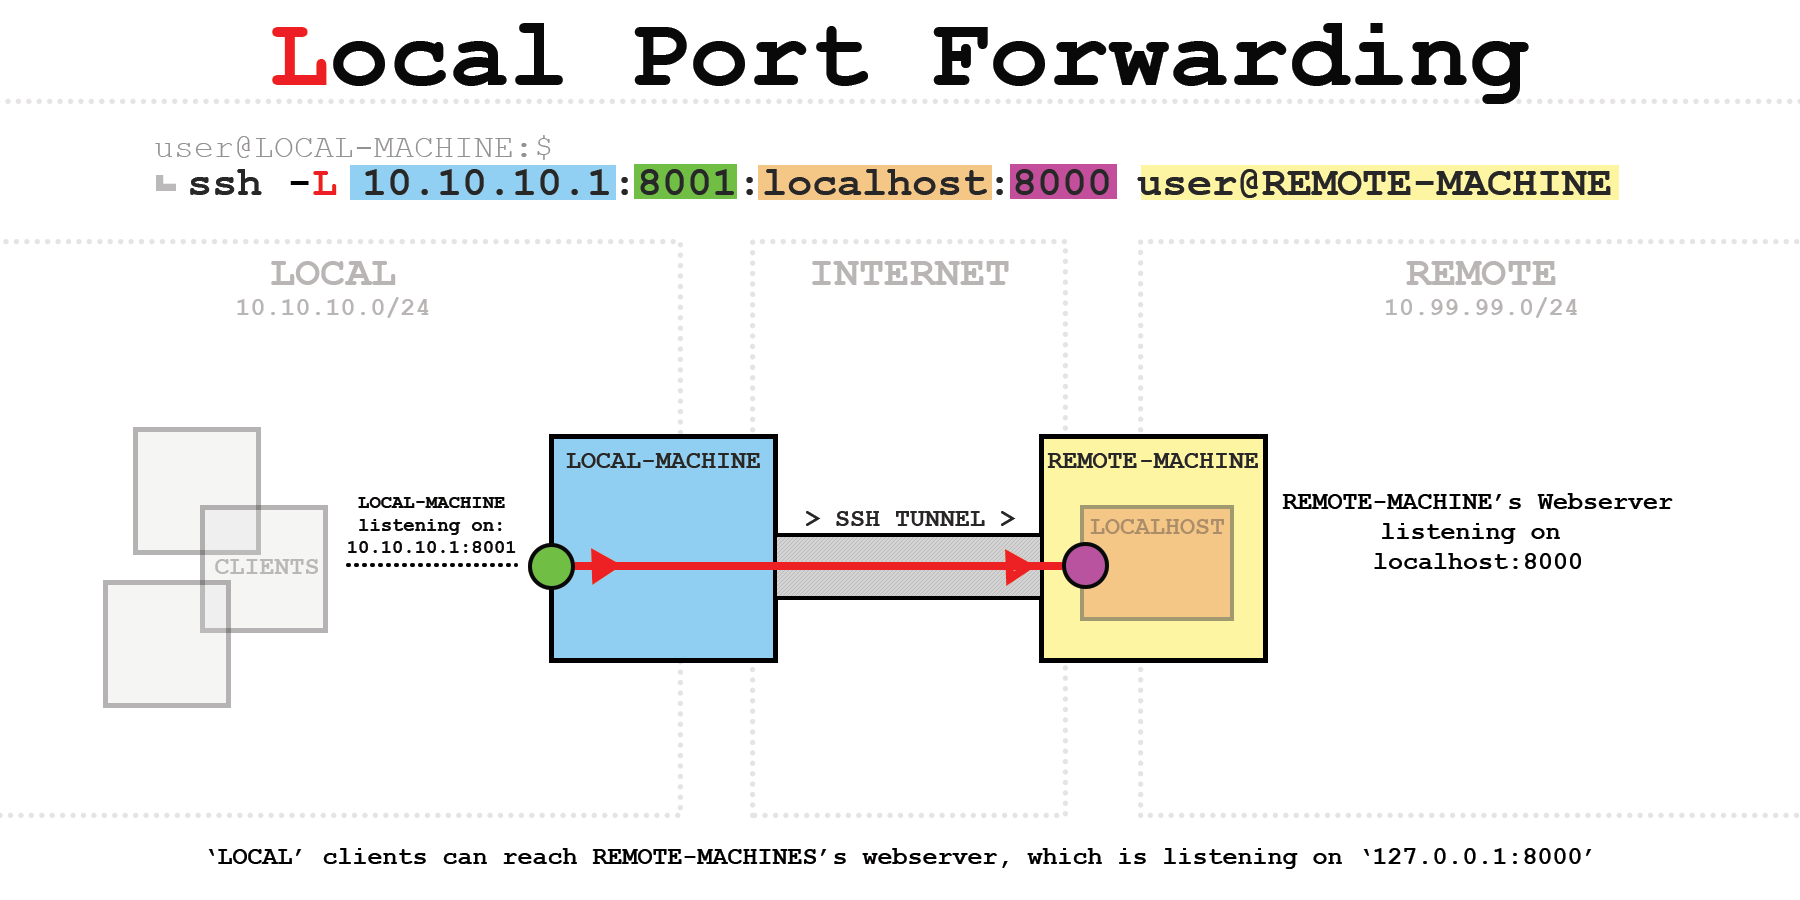 Local Port Forwarding
user@LOCAL-MACHINE:$
ssh -L 10.10.10.1:8001:localhost:8000 user@REMOTE-MACHINE
LOCAL
10.10.10.0/24
INTERNET
REMOTE
10.99.99.0/24
CLIENTS
LOCAL-MACHINE
listening on:
10.10.10.1:8001
LOCAL-MACHINE
> SSH TUNNEL >
REMOTE-MACHINE
LOCALHOST
REMOTE-MACHINE’s Webserver
listening on
localhost:8000
‘LOCAL’ clients can reach REMOTE-MACHINES’s webserver, which is listening on ‘127.0.0.1:8000’